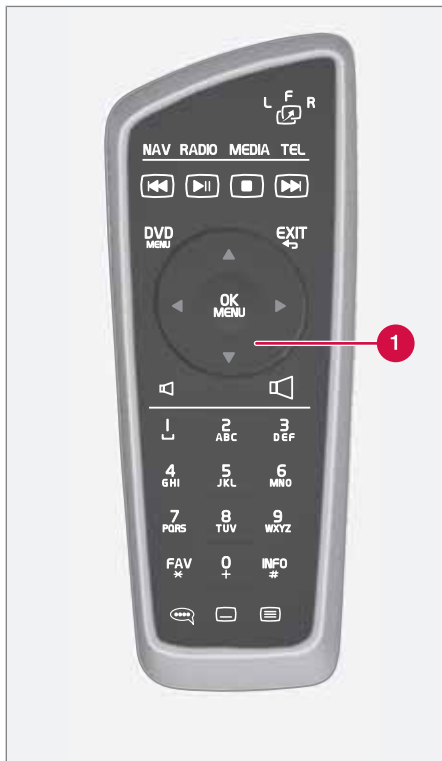 L F R
NAV RADIO MEDIA TEL
DVD EXIT
MENU
OK
MENU
1
1 2 3
ABC DEF
4 5 6
GHI JKL MNO
7 8 9
PQRS TUV WXYZ
FAV 0 INFO
* + #